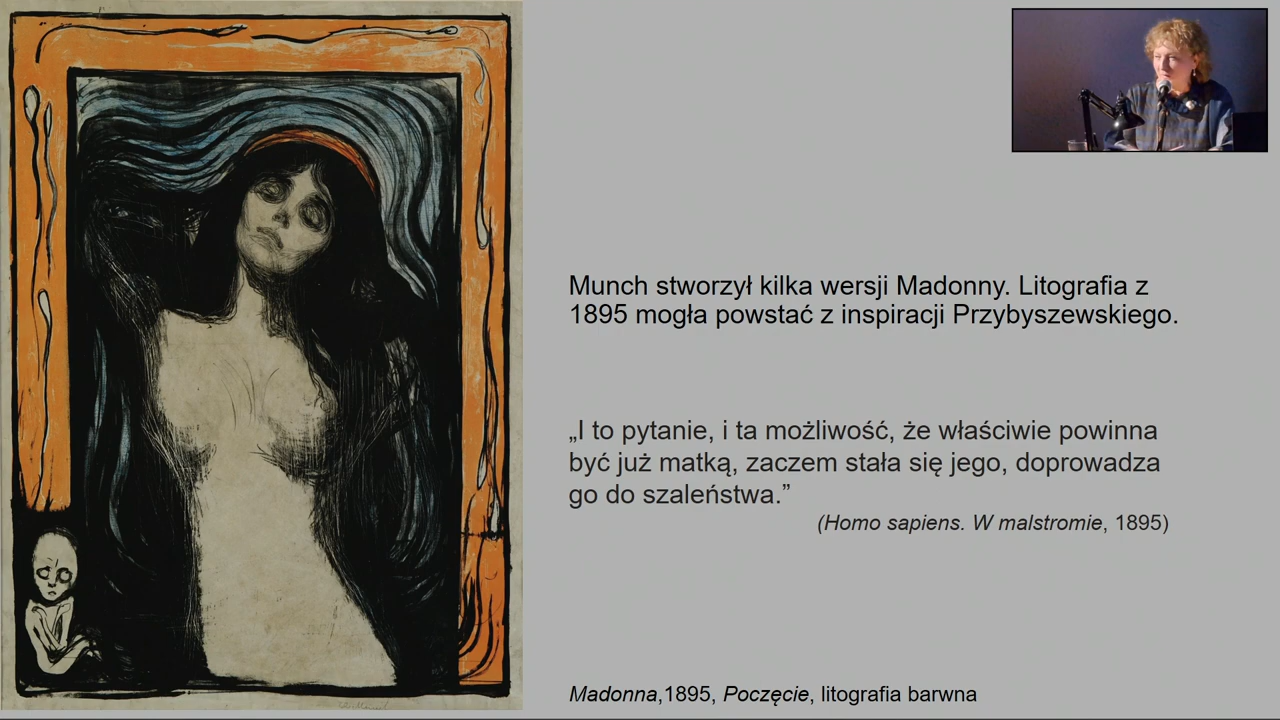 Munch stworzył kilka wersji Madonny. Litografia z
1895 mogła powstać z inspiracji Przybyszewskiego.
„I to pytanie, i ta możliwość, że właściwie powinna
być już matką, zaczem stała się jego, doprowadza
go do szaleństwa.”
(Homo sapiens. W malstromie, 1895)
Madonna,1895, Poczęcie, litografia barwna